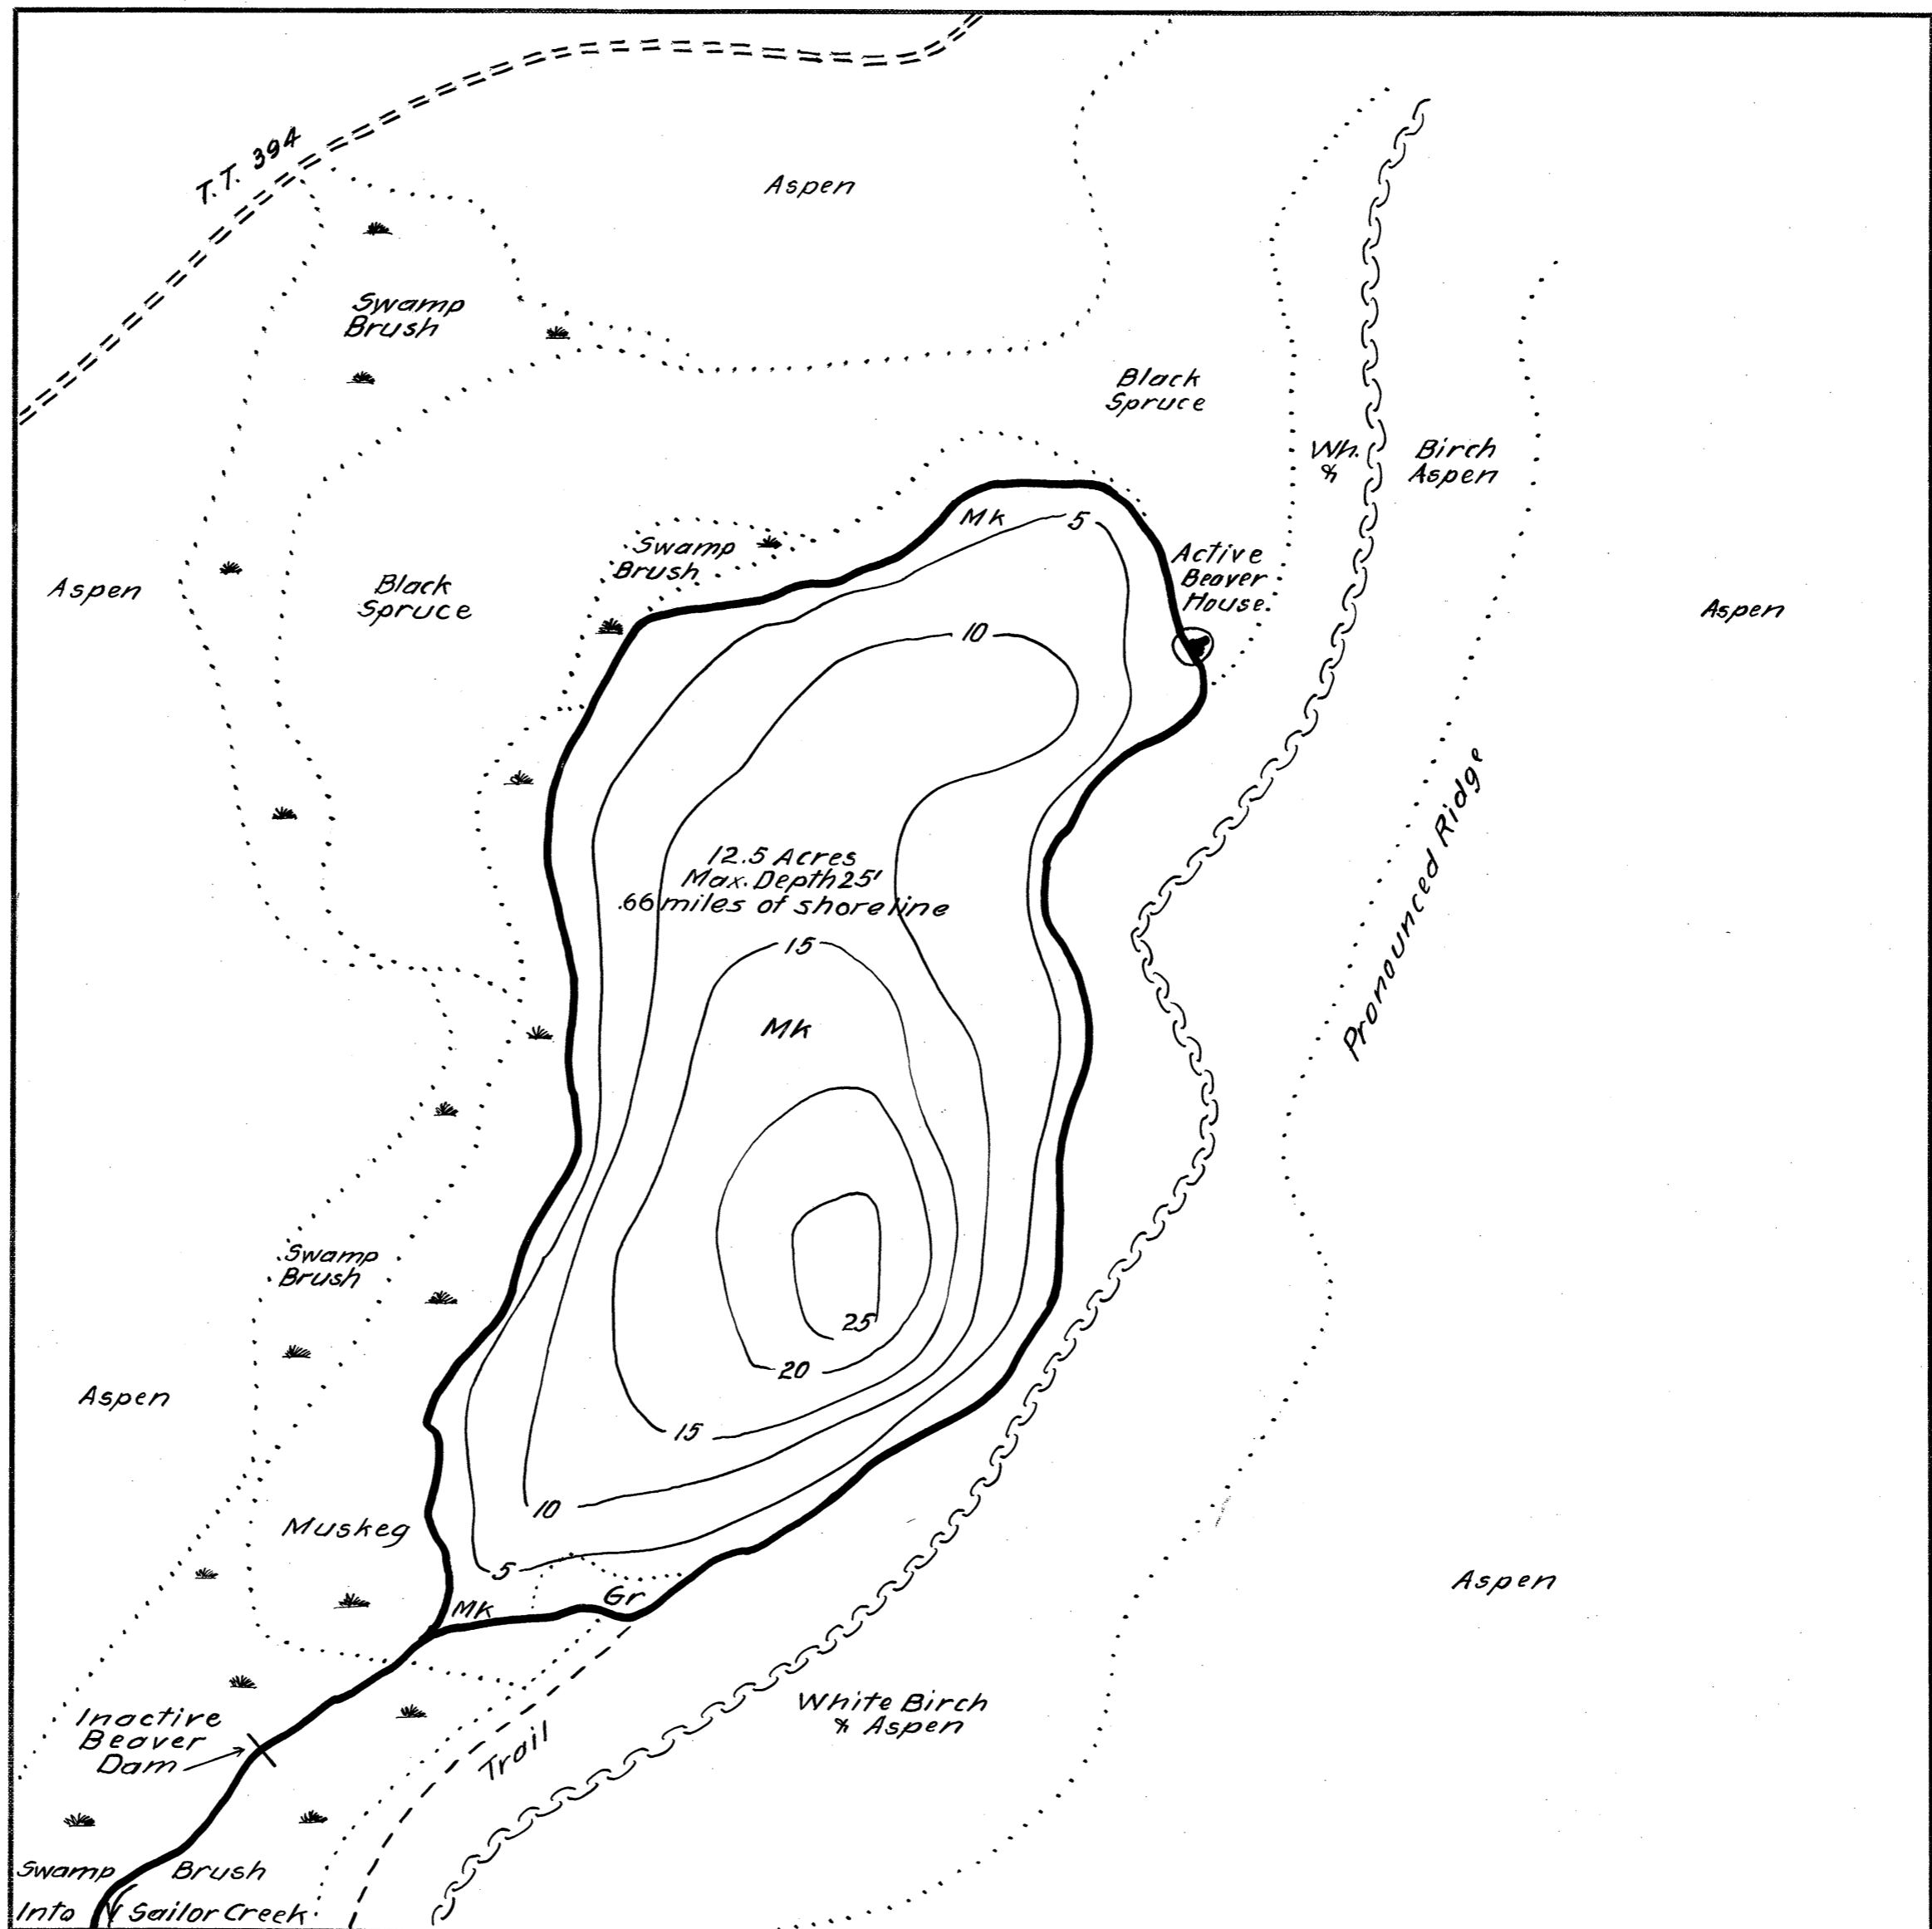 T.T. 394
Aspen
Swamp
Brush
Black
Spruce
Wh.
&
Birch
Aspen
Mk
5
Swamp
Brush
Active
Beaver
House
Aspen
Black
Spruce
Aspen
10
Pronounced Ridge
12.5 Acres
Max. Depth 25'
.66 miles of shoreline
15
Mk
Swamp
Brush
25
20
Aspen
15
10
Muskeg
5
Aspen
Mk
Gr
White Birch
& Aspen
Inactire
Beaver
Dam
Trail
Swamp Brush
Into Sailor Creek